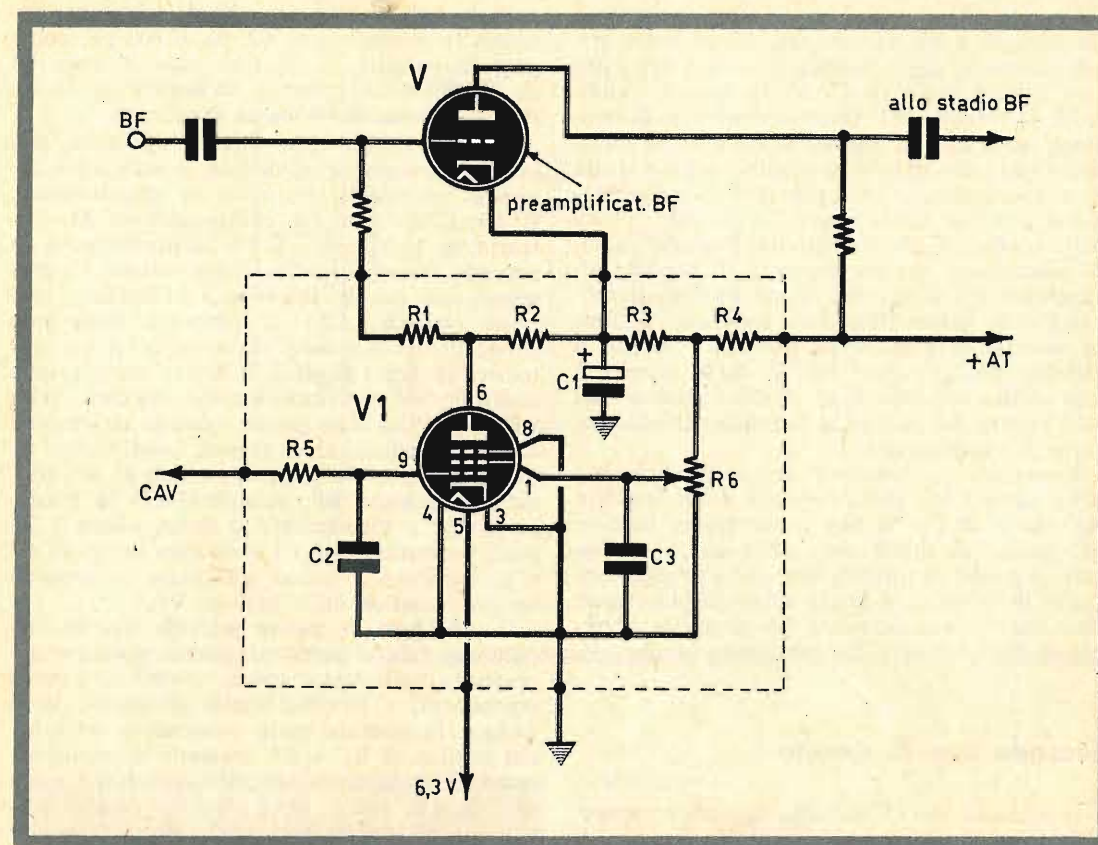 V
BF
allo stadio BF
preamplificat. BF
R1
R2
R3
R4
+ AT
+
C1
V1
6
8
R5
9
1
R6
CAV
4
5
3
C2
C3
6,3 V